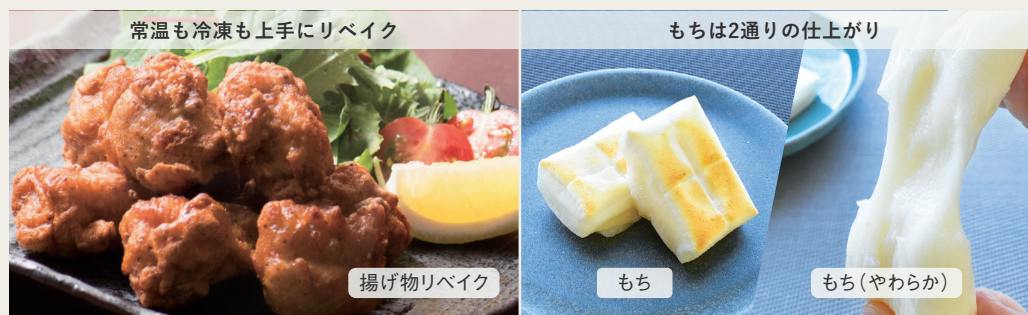 常温も冷凍も上手にリベイク
揚げ物リベイク
もちは2通りの仕上がり
もち
もち（やわらか）